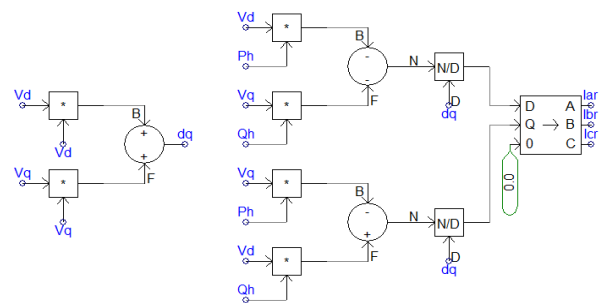 Vd
*
B
Ph
-
N
N/D
Vq
*
-
F
D
dq
Qh
Vd
*
B
+
Vd
+
dq
Vq
*
F
Vq
D
A
Iar
Q
B
Ibr
0
C
Icr
0.0
Vq
*
B
Ph
-
N
N/D
Vd
*
+
F
D
dq
Qh